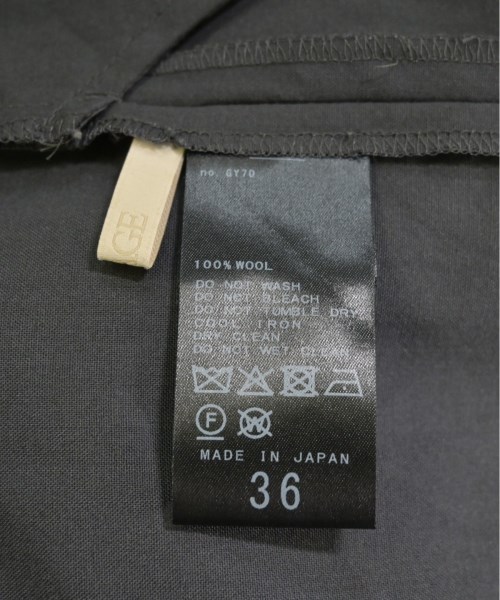 no. GY70
GE
100% WOOL
DO NOT WASH
DO NOT BLEACH
DO NOT TUMBLE DRY
COOL IRON
DRY CLEAN
DO NOT WET CLEAN
F W
MADE IN JAPAN
36